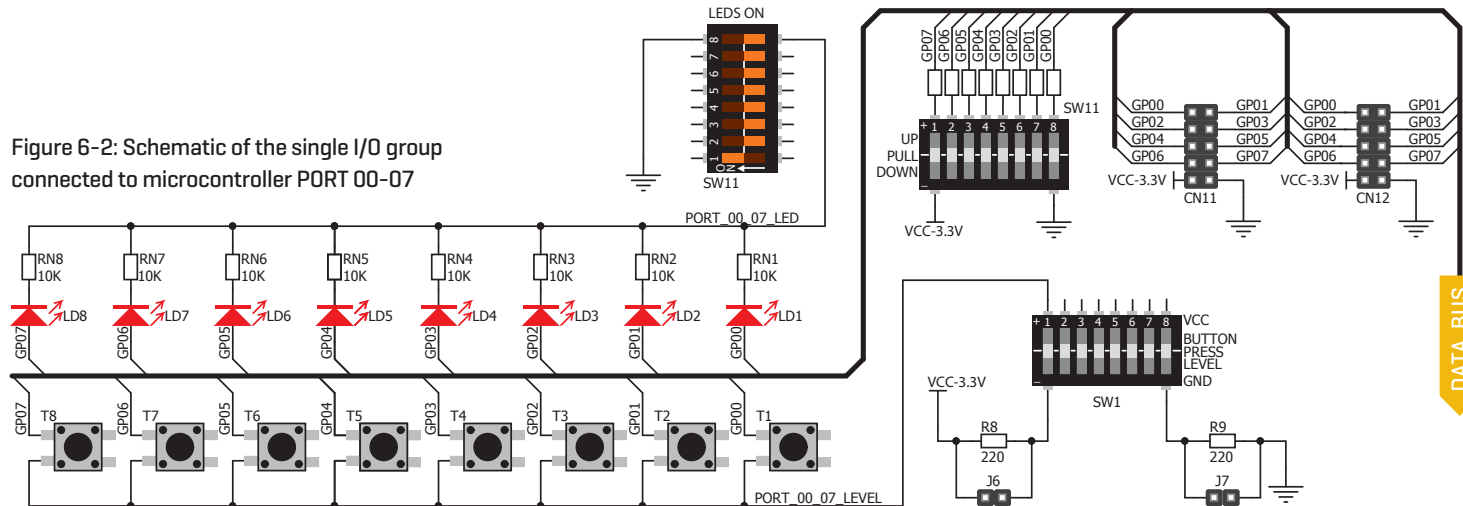 LEDS ON
8
7
6
5
4
3
2
1
ON
SW11
Figure 6-2: Schematic of the single I/O group
connected to microcontroller PORT 00-07
PORT_00_07_LED
RN8
10K
RN7
10K
RN6
10K
RN5
10K
RN4
10K
RN3
10K
RN2
10K
RN1
10K
LD8
LD7
LD6
LD5
LD4
LD3
LD2
LD1
GP07
GP06
GP05
GP04
GP03
GP02
GP01
GP00
GP07
GP06
GP05
GP04
GP03
GP02
GP01
GP00
T8
T7
T6
T5
T4
T3
T2
T1
PORT_00_07_LEVEL
GP07
GP06
GP05
GP04
GP03
GP02
GP01
GP00
SW11
+ 1 2 3 4 5 6 7 8
UP
PULL
DOWN
_
VCC-3.3V
GP00 GP01
GP02 GP03
GP04 GP05
GP06 GP07
VCC-3.3V
CN11
GP00 GP01
GP02 GP03
GP04 GP05
GP06 GP07
VCC-3.3V
CN12
+ 1 2 3 4 5 6 7 8
VCC
BUTTON
PRESS
LEVEL
GND
_
SW1
VCC-3.3V
R8
220
J6
R9
220
J7
DATA BUS